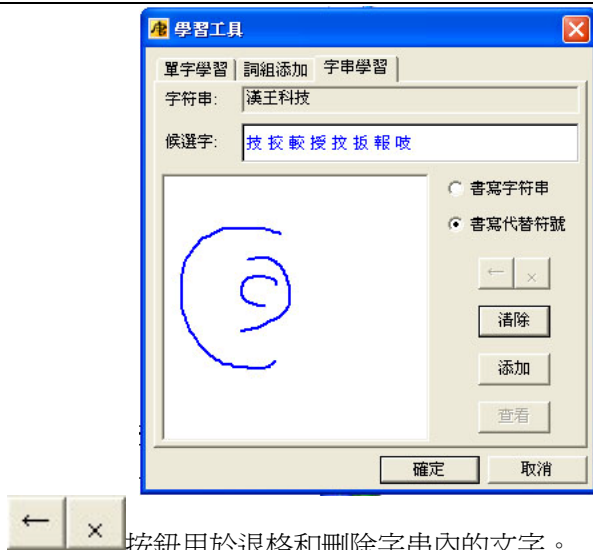 學習工具
單字學習 詞組添加 字串學習
字符串: 漢王科技
候選字: 技 挍 較 授 抆 扳 報 吱
書寫字符串
書寫代替符號
← ×
清除
添加
查看
確定 取消
← × 按鈕用於退格和刪除字串內的文字。